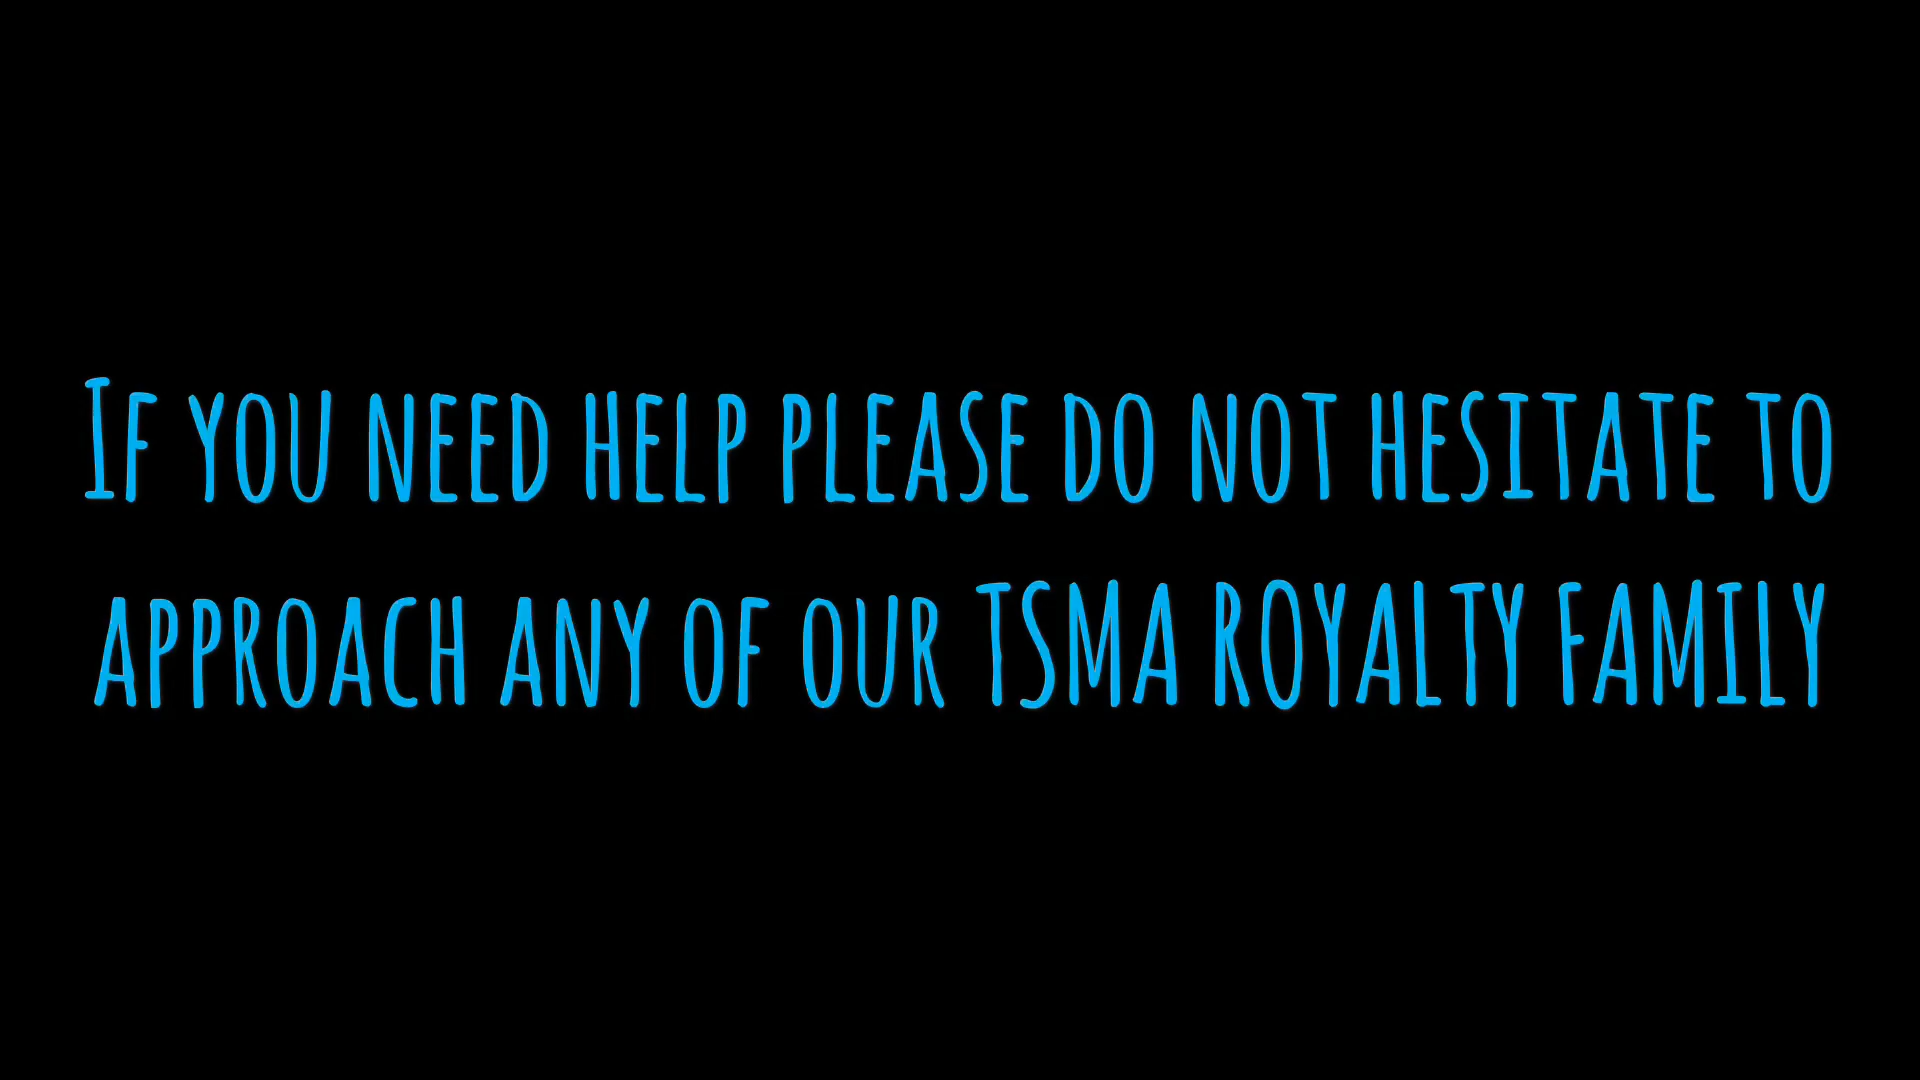 If you need help please do not hesitate to
approach any of our TSMA ROYALTY FAMILY